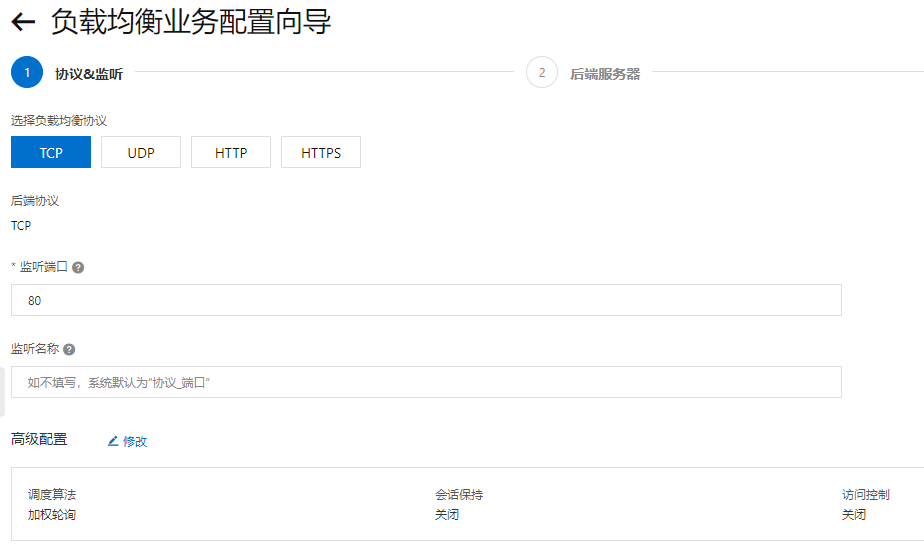 负载均衡业务配置向导
1 协议&监听 2 后端服务器
选择负载均衡协议
TCP UDP HTTP HTTPS
后端协议
TCP
* 监听端口 ?
80
监听名称 ?
如不填写，系统默认为“协议_端口”
高级配置 修改
调度算法 会话保持 访问控制
加权轮询 关闭 关闭